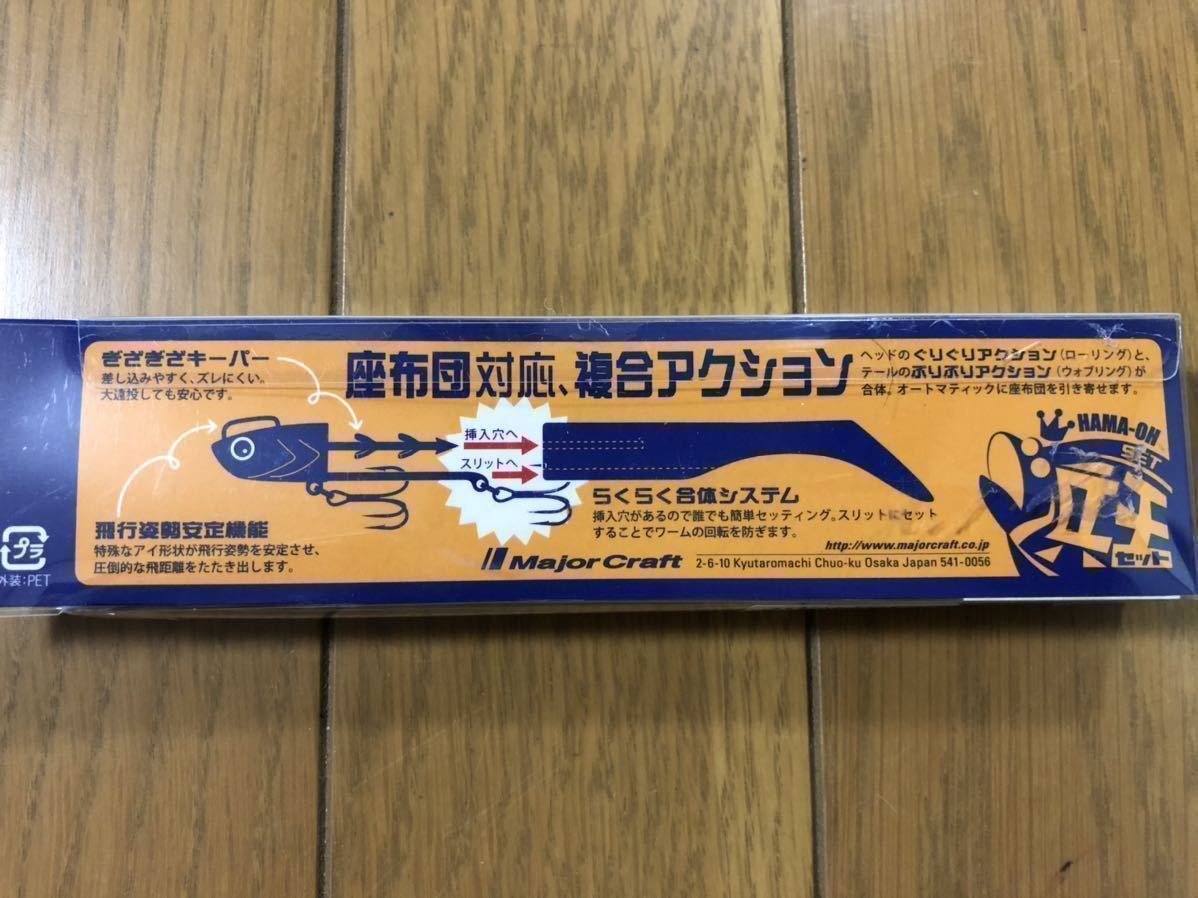 ぎざぎざキーパー
差し込みやすく、ズレにくい。
大遠投しても安心です。
座布団対応、複合アクション
ヘッドのぐりぐりアクション（ローリング）と、
テールのぷりぷりアクション（ウォブリング）が
合体。オートマティックに座布団を引き寄せます。
挿入穴へ
スリットへ
HAMA-OH
SET
セット
らくらく合体システム
挿入穴があるので誰でも簡単セッティング。スリットにセット
することでワームの回転を防ぎます。
飛行姿勢安定機能
特殊なアイ形状が飛行姿勢を安定させ、
圧倒的な飛距離をたたき出します。
http://www.majorcraft.co.jp
MajorCraft
2-6-10 Kyutaromachi Chuo-ku Osaka Japan 541-0056
プラ
外装:PET